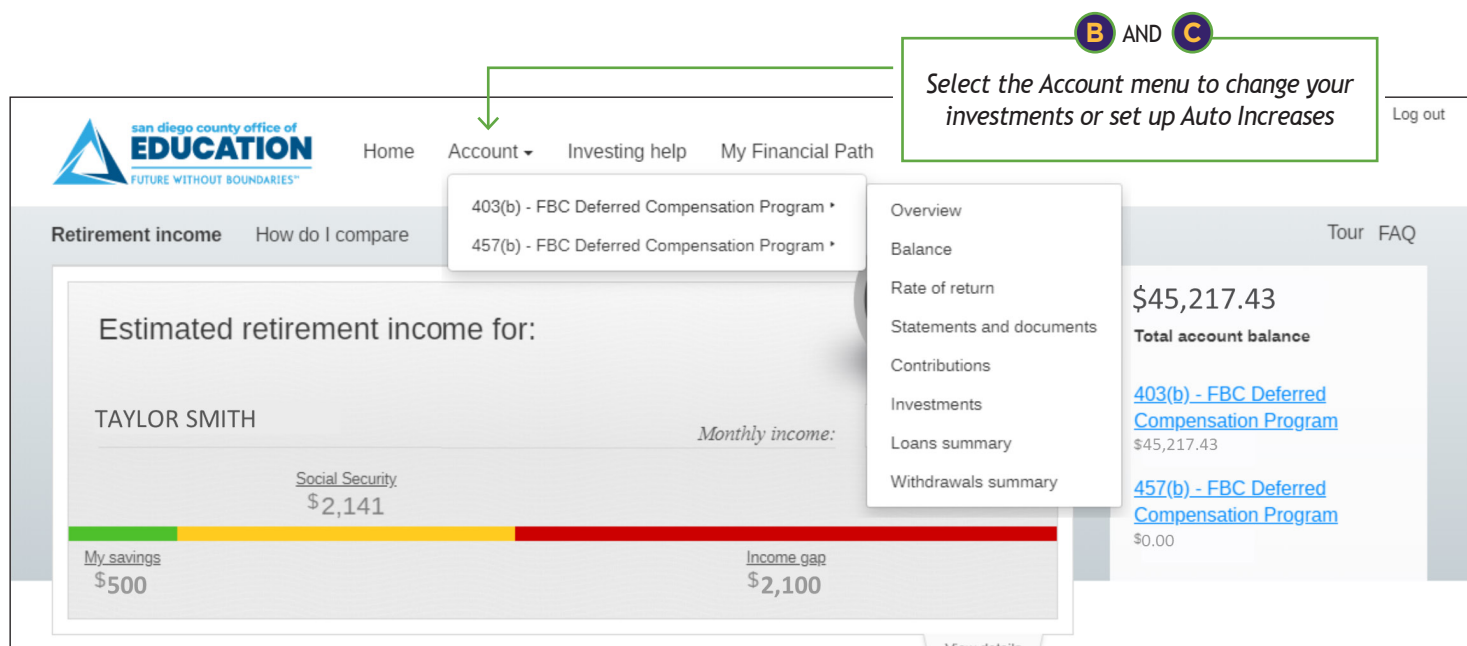 B AND C
Select the Account menu to change your
investments or set up Auto Increases
Log out
san diego county office of
EDUCATION
FUTURE WITHOUT BOUNDARIES™
Home Account Investing help My Financial Path
403(b) - FBC Deferred Compensation Program
457(b) - FBC Deferred Compensation Program
Overview
Balance
Rate of return
Statements and documents
Contributions
Investments
Loans summary
Withdrawals summary
Retirement income How do I compare
Tour FAQ
Estimated retirement income for:
TAYLOR SMITH
Monthly income:
Social Security
$2,141
My savings
$500
Income gap
$2,100
View details
$45,217.43
Total account balance
403(b) - FBC Deferred
Compensation Program
$45,217.43
457(b) - FBC Deferred
Compensation Program
$0.00